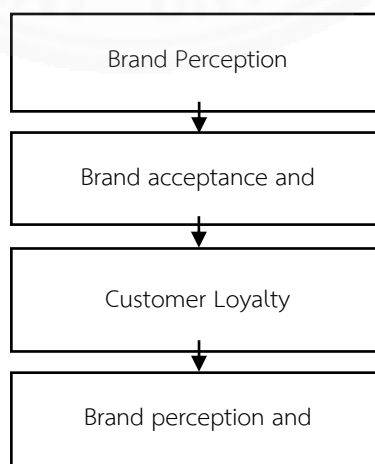 Brand Perception
Brand acceptance and
Customer Loyalty
Brand perception and